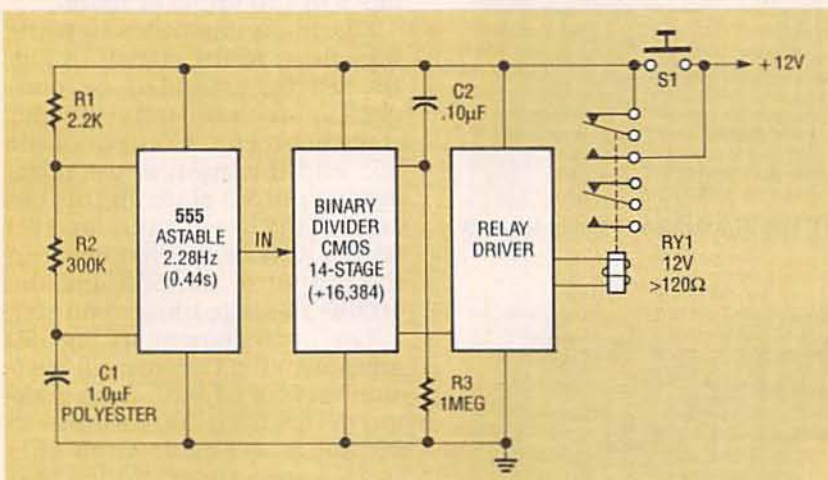 R1
2.2K
R2
300K
C1
1.0µF
POLYESTER
555
ASTABLE
2.28Hz
(0.44s)
IN
BINARY
DIVIDER
CMOS
14-STAGE
(+16,384)
C2
.10µF
R3
1MEG
RELAY
DRIVER
S1
+12V
RY1
12V
>120Ω